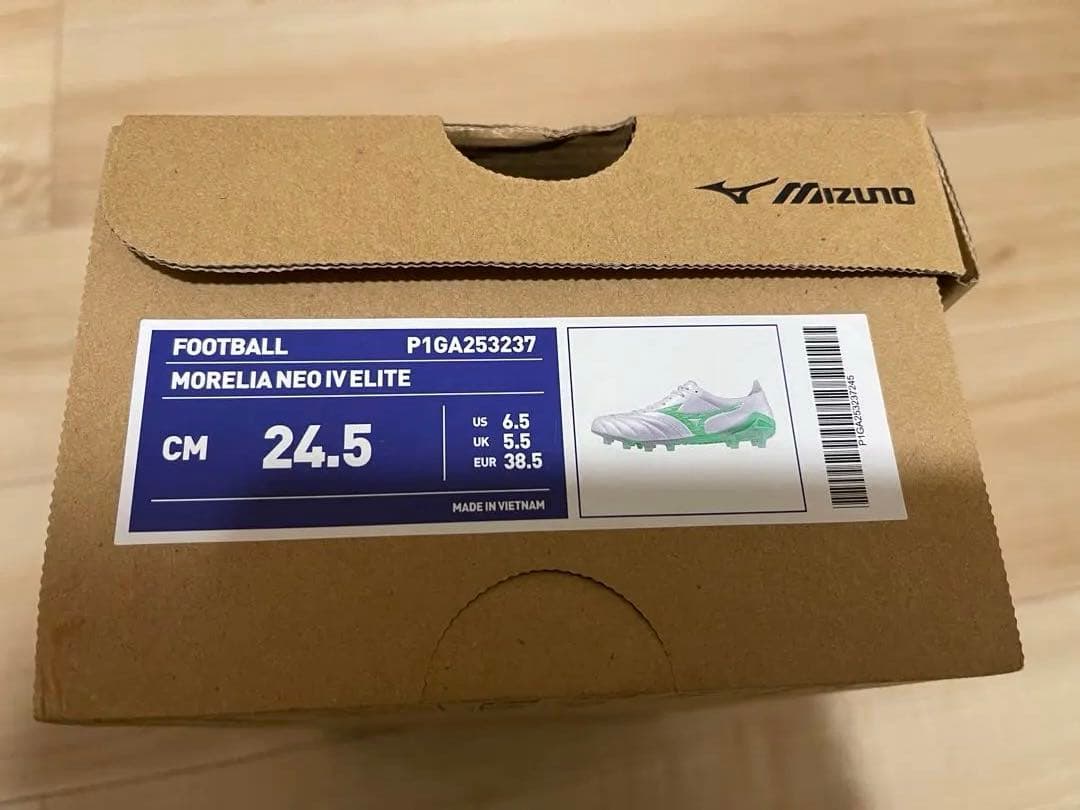 MIZUNO
FOOTBALL P1GA253237
MORELIA NEO IV ELITE
CM 24.5
US 6.5
UK 5.5
EUR 38.5
MADE IN VIETNAM
P1GA253237245